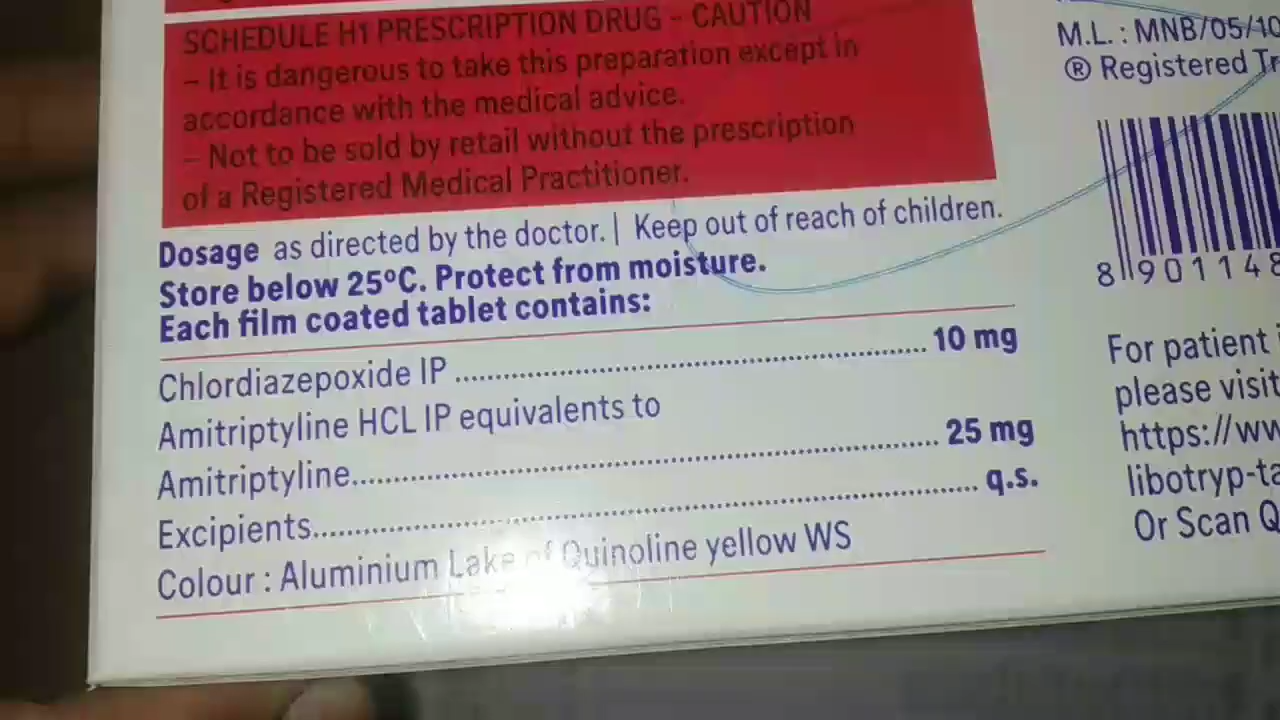 SCHEDULE H1 PRESCRIPTION DRUG - CAUTION
- It is dangerous to take this preparation except in
accordance with the medical advice.
- Not to be sold by retail without the prescription
of a Registered Medical Practitioner.
Dosage as directed by the doctor. | Keep out of reach of children.
Store below 25°C. Protect from moisture.
Each film coated tablet contains:
Chlordiazepoxide IP .......... 10 mg
Amitriptyline HCL IP equivalents to
Amitriptyline.......... 25 mg
Excipients.......... q.s.
Colour : Aluminium Lake of Quinoline yellow WS
M.L. : MNB/05/10
® Registered Tr
8 901148
For patient
please visit
https://ww
libotryp-ta
Or Scan Q